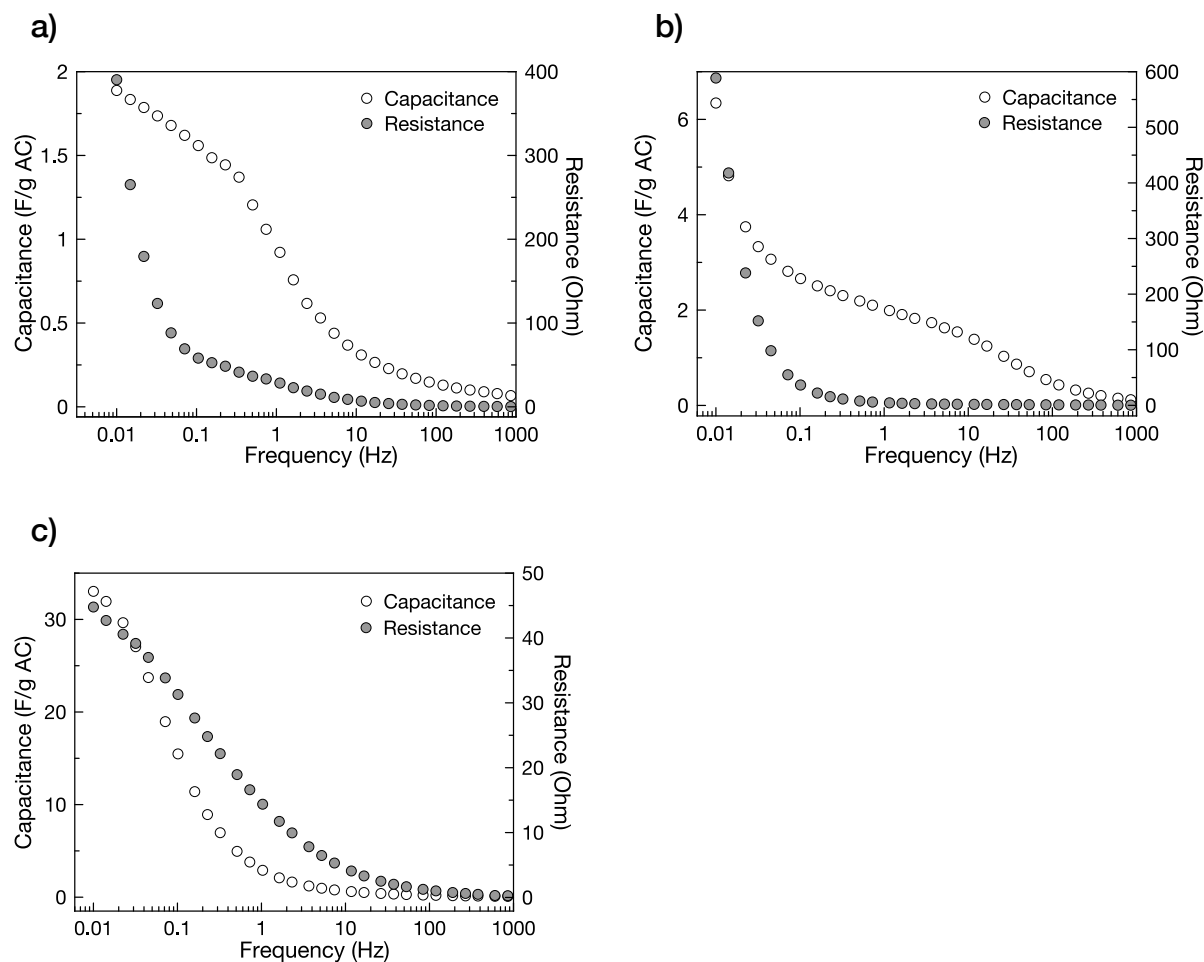 a)
Capacitance (F/g AC)
2
1.5
1
0.5
0
Capacitance
Resistance
400
300
200
100
0
Resistance (Ohm)
0.01 0.1 1 10 100 1000
Frequency (Hz)
b)
Capacitance (F/g AC)
6
4
2
0
Capacitance
Resistance
600
500
400
300
200
100
0
Resistance (Ohm)
0.01 0.1 1 10 100 1000
Frequency (Hz)
c)
Capacitance (F/g AC)
30
20
10
0
Capacitance
Resistance
50
40
30
20
10
0
Resistance (Ohm)
0.01 0.1 1 10 100 1000
Frequency (Hz)